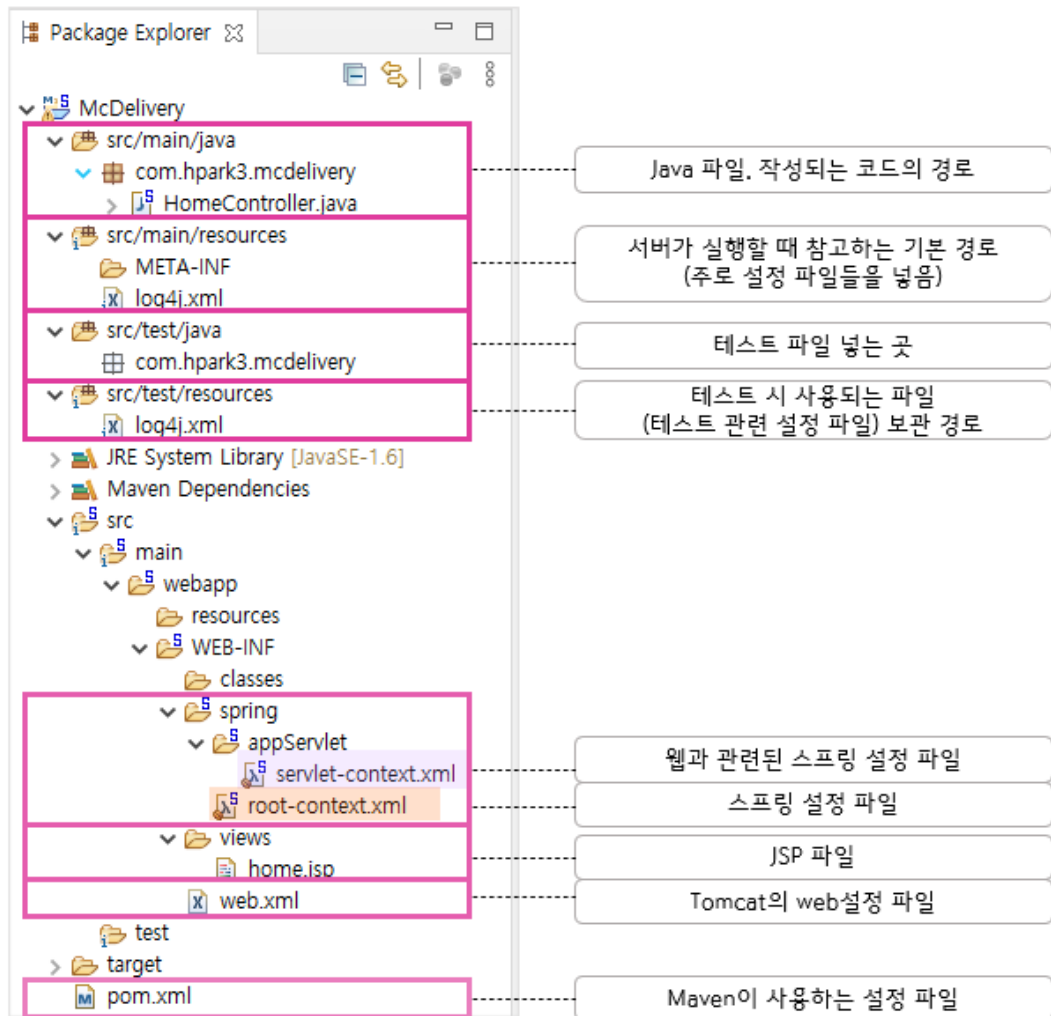 Package Explorer
McDelivery
src/main/java
com.hpark3.mcdelivery
Java 파일, 작성되는 코드의 경로
HomeController.java
src/main/resources
META-INF
log4j.xml
서버가 실행할 때 참고하는 기본 경로
(주로 설정 파일들을 넣음)
src/test/java
com.hpark3.mcdelivery
테스트 파일 넣는 곳
src/test/resources
log4j.xml
테스트 시 사용되는 파일
(테스트 관련 설정 파일) 보관 경로
JRE System Library [JavaSE-1.6]
Maven Dependencies
src
main
webapp
resources
WEB-INF
classes
spring
appServlet
servlet-context.xml
웹과 관련된 스프링 설정 파일
root-context.xml
스프링 설정 파일
views
home.jsp
JSP 파일
web.xml
Tomcat의 web설정 파일
test
target
pom.xml
Maven이 사용하는 설정 파일